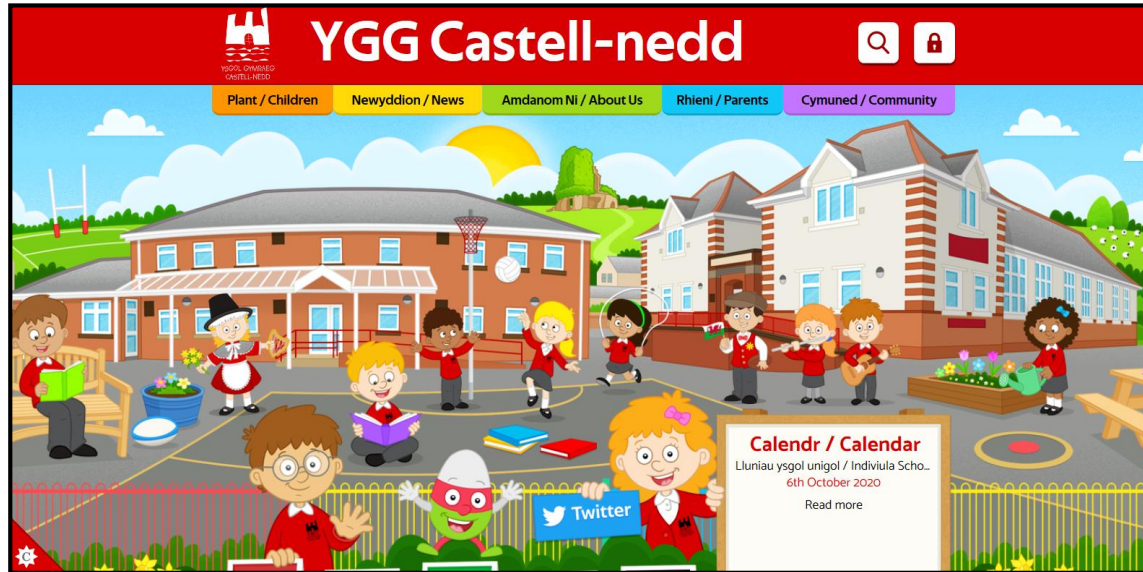 YGG Castell-nedd
YSGOL GYMRAEG
CASTELL-NEDD
Plant / Children
Newyddion / News
Amdanom Ni / About Us
Rhieni / Parents
Cymuned / Community
Twitter
Calendr / Calendar
Lluniau ysgol unigol / Indiviula Scho...
6th October 2020
Read more
C